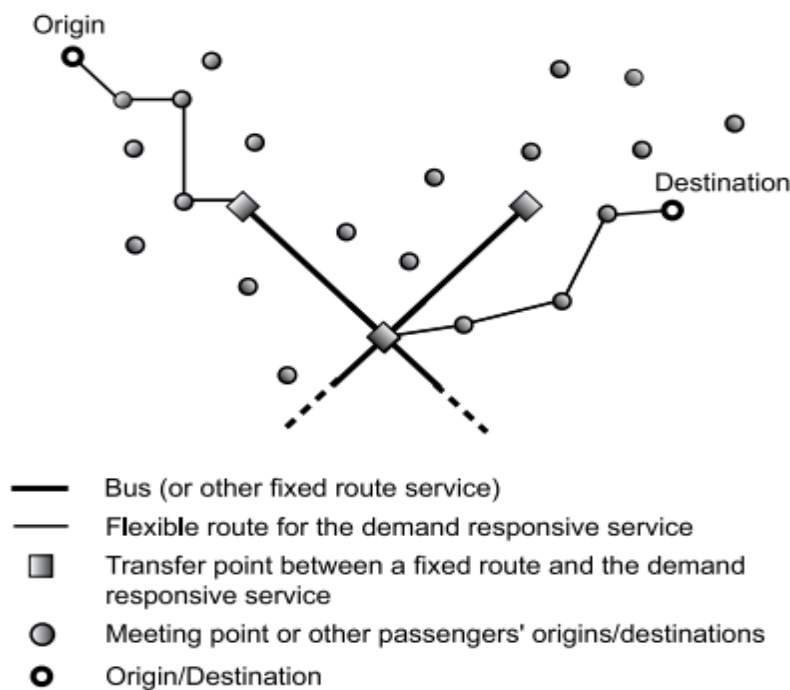 Origin
Destination
Bus (or other fixed route service)
Flexible route for the demand responsive service
Transfer point between a fixed route and the demand
responsive service
Meeting point or other passengers' origins/destinations
Origin/Destination